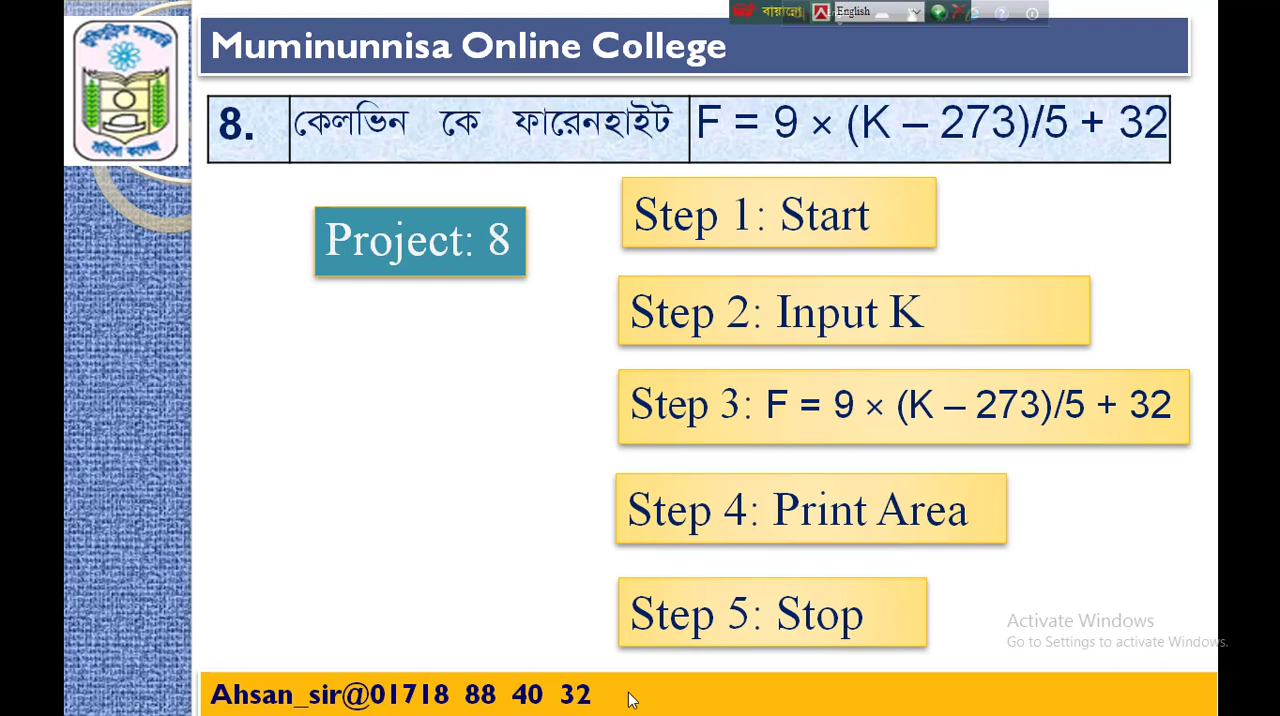 বায়ান্নো English
Muminunnisa Online College
8. কেলভিন কে ফারেনহাইট F = 9 × (K – 273)/5 + 32
Project: 8
Step 1: Start
Step 2: Input K
Step 3: F = 9 × (K – 273)/5 + 32
Step 4: Print Area
Step 5: Stop
Activate Windows
Go to Settings to activate Windows.
Ahsan_sir@01718 88 40 32